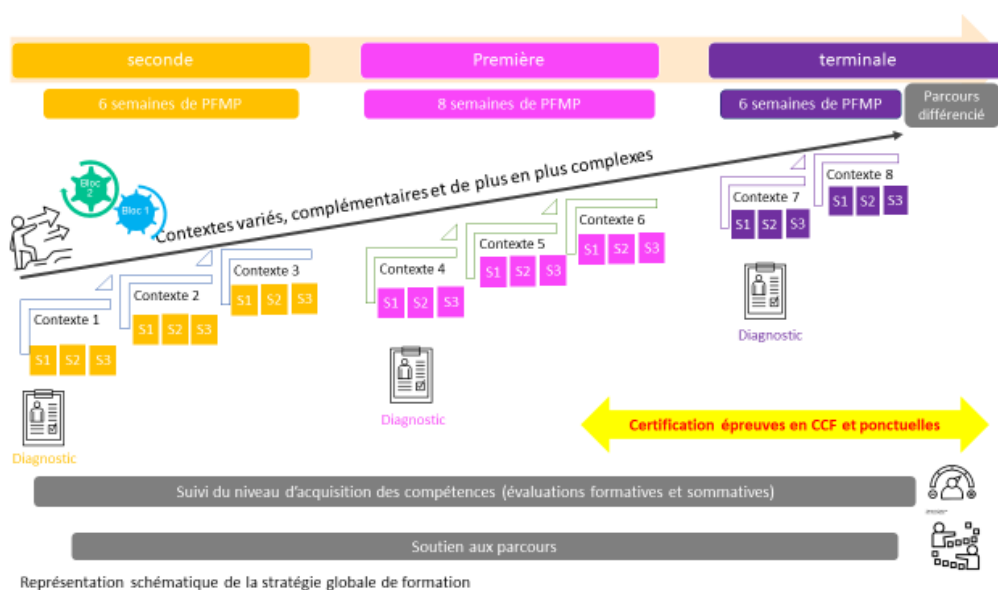 seconde
Première
terminale
6 semaines de PFMP
8 semaines de PFMP
6 semaines de PFMP
Parcours
différencié
Bloc
2
Bloc 1
Contextes variés, complémentaires et de plus en plus complexes
Contexte 1
S1 S2 S3
Contexte 2
S1 S2 S3
Contexte 3
S1 S2 S3
Contexte 4
S1 S2 S3
Contexte 5
S1 S2 S3
Contexte 6
S1 S2 S3
Contexte 7
S1 S2 S3
Contexte 8
S1 S2 S3
Diagnostic
Diagnostic
Diagnostic
Certification épreuves en CCF et ponctuelles
Suivi du niveau d'acquisition des compétences (évaluations formatives et sommatives)
Soutien aux parcours
Représentation schématique de la stratégie globale de formation